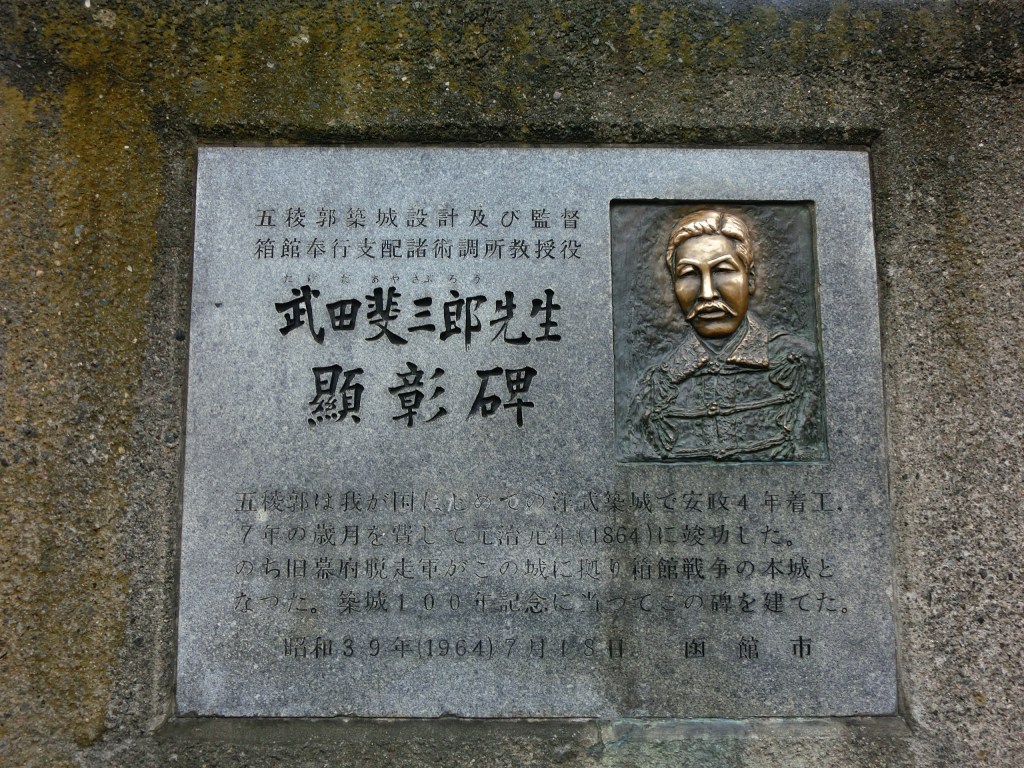 五稜郭築城設計及び監督
箱館奉行支配諸術調所教授役
たけだ あやさぶろう
武田斐三郎先生
顯彰碑
五稜郭は我が国はじめての洋式築城で安政4年着工、
7年の歳月を費して元治元年(1864)に竣功した。
のち旧幕府脱走軍がこの城に拠り箱館戦争の本城と
なつた。築城100年記念に当つてこの碑を建てた。
昭和39年(1964)7月18日 函館市